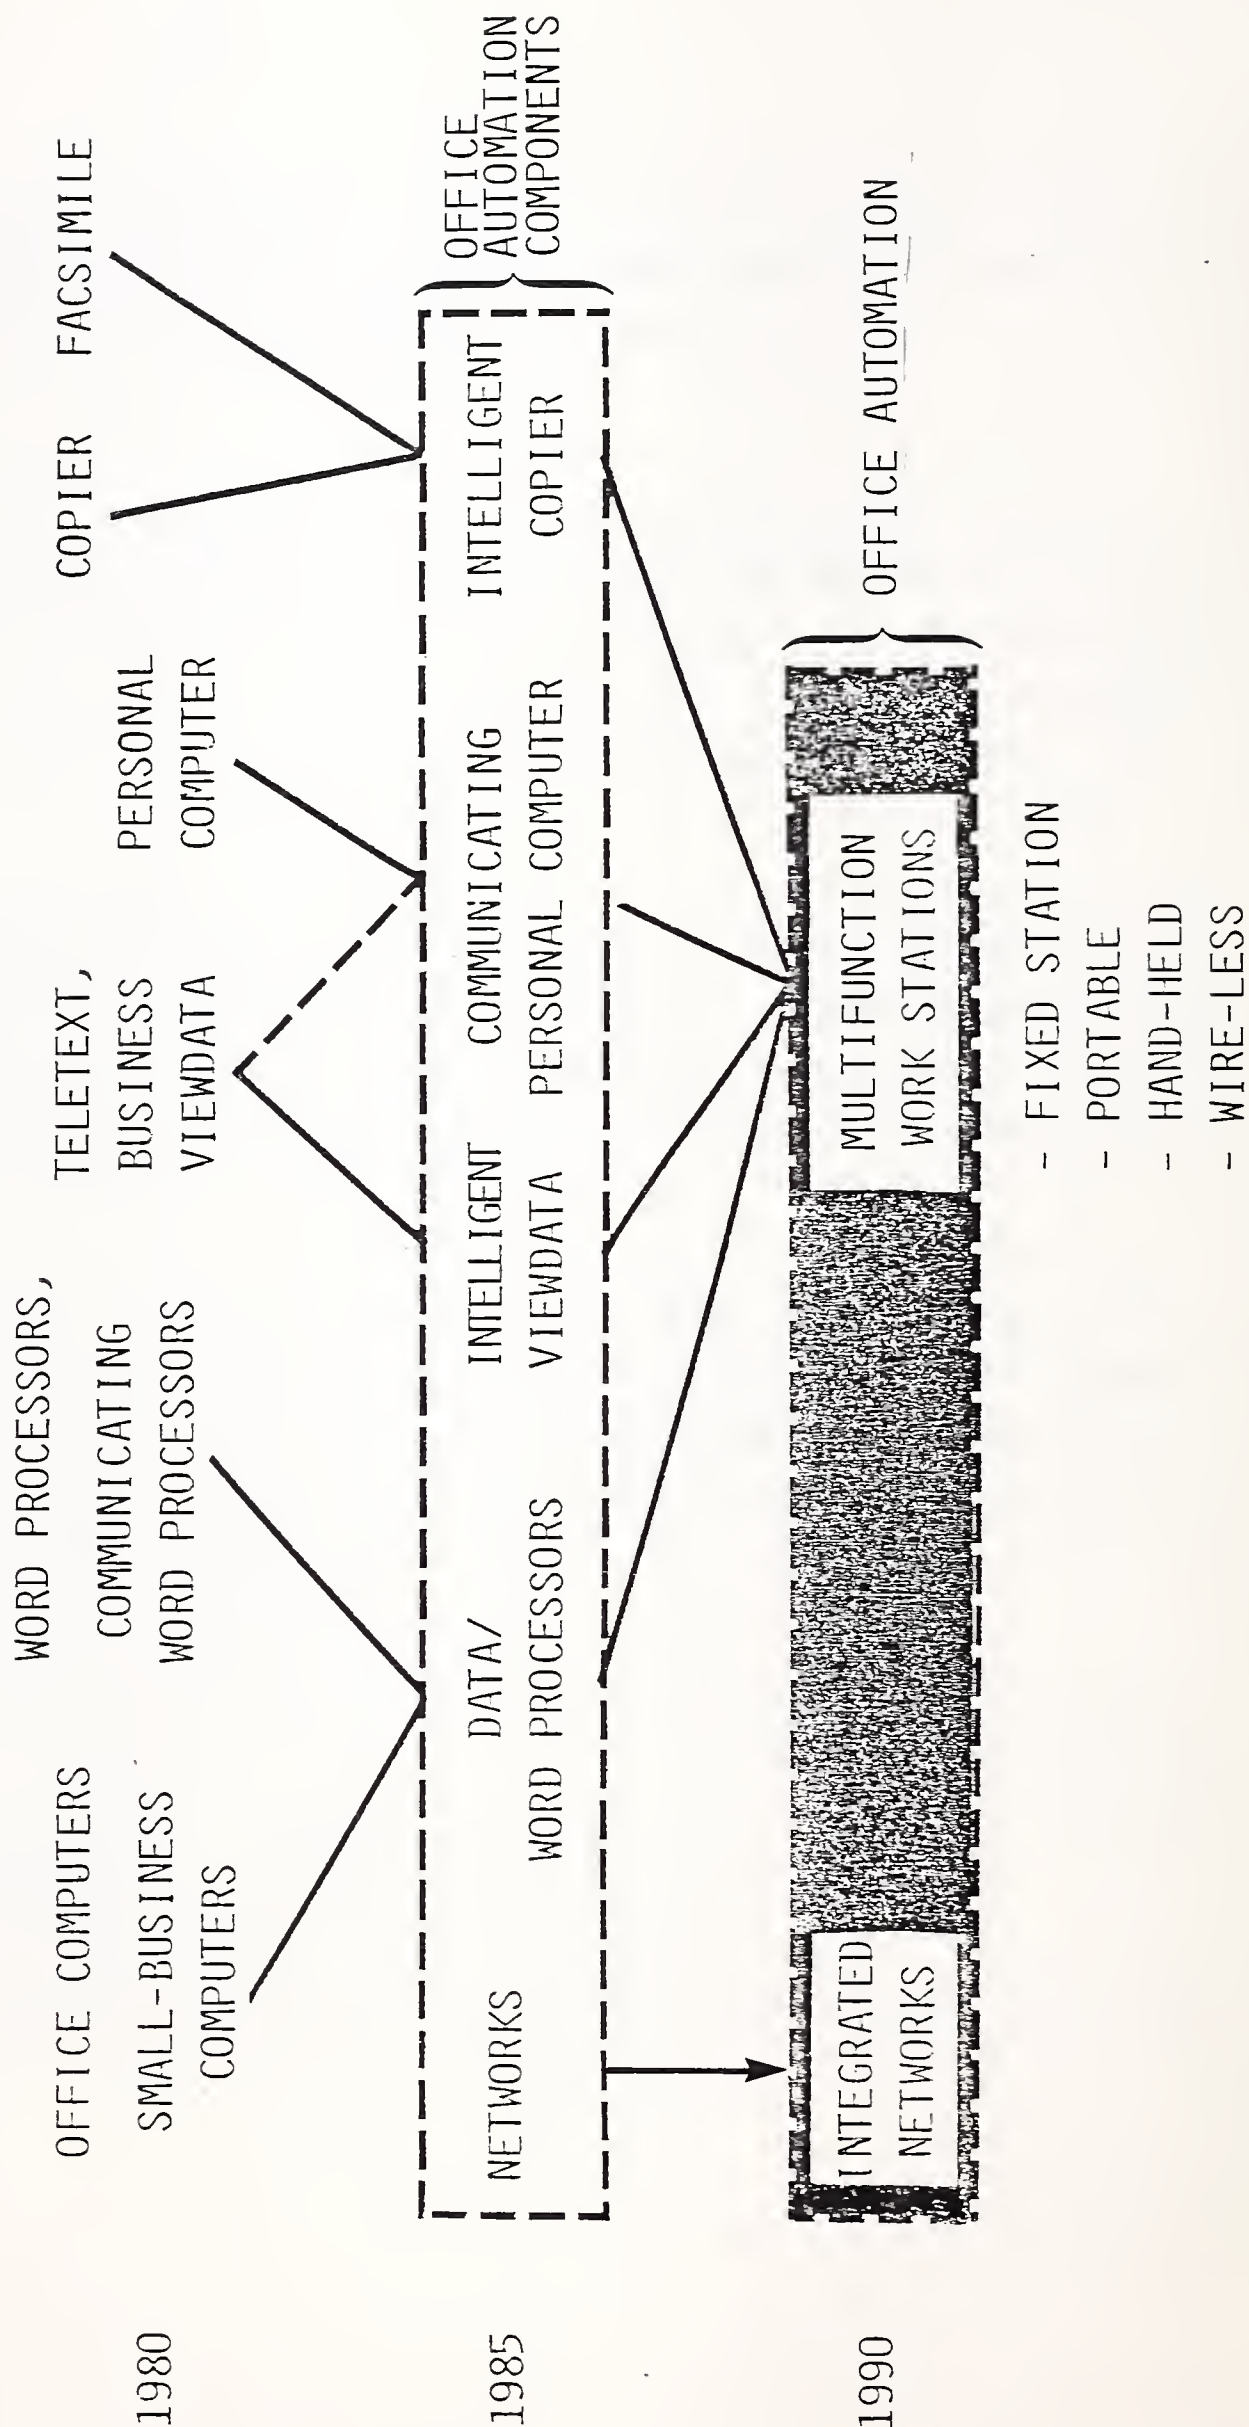 1980
OFFICE COMPUTERS
SMALL-BUSINESS
COMPUTERS
WORD PROCESSORS,
COMMUNICATING
WORD PROCESSORS
TELETEXT,
BUSINESS
VIEWDATA
PERSONAL
COMPUTER
COPIER
FACSIMILE
1985
NETWORKS
DATA/
WORD PROCESSORS
INTELLIGENT
VIEWDATA
COMMUNICATING
PERSONAL COMPUTER
INTELLIGENT
COPIER
OFFICE
AUTOMATION
COMPONENTS
1990
INTEGRATED
NETWORKS
MULTIFUNCTION
WORK STATIONS
OFFICE AUTOMATION
- FIXED STATION
- PORTABLE
- HAND-HELD
- WIRE-LESS